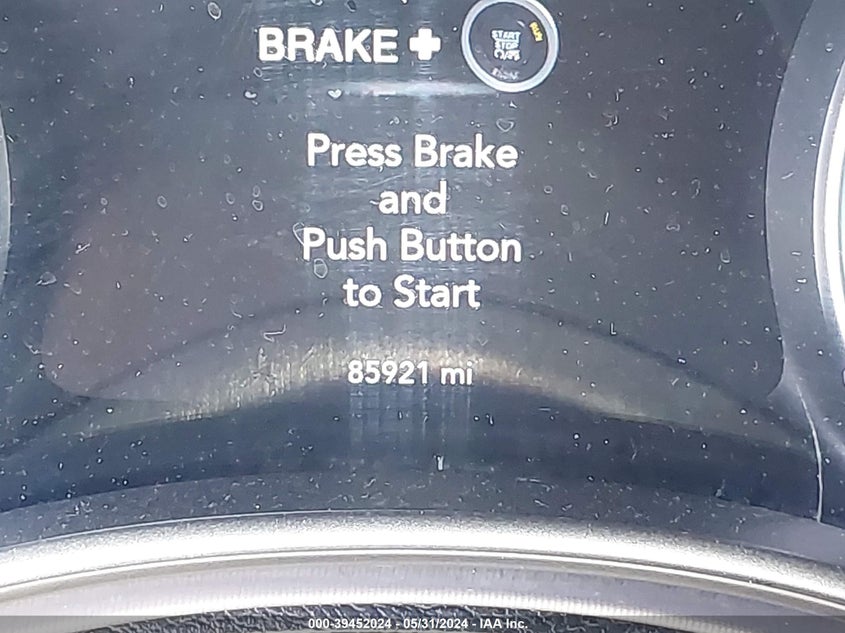 BRAKE + START
STOP
Press Brake
and
Push Button
to Start
85921 mi
000-39452024 - 05/31/2024 - IAA Inc.